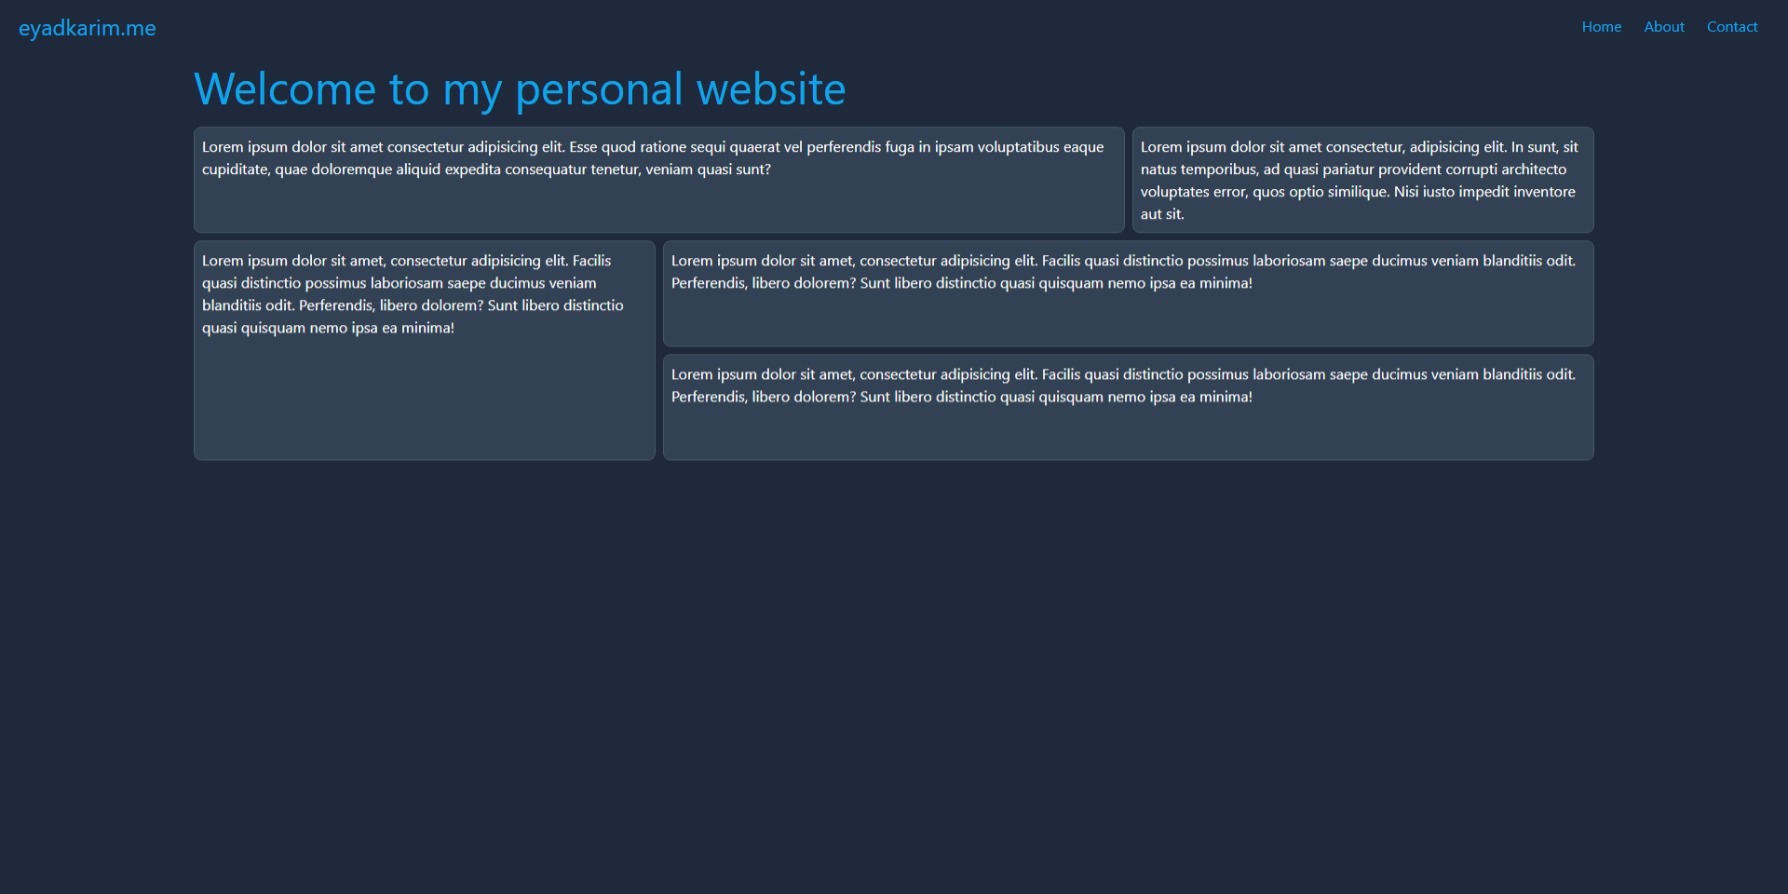 eyadkarim.me
Home About Contact
Welcome to my personal website
Lorem ipsum dolor sit amet consectetur adipisicing elit. Esse quod ratione sequi quaerat vel perferendis fuga in ipsam voluptatibus eaque
cupiditate, quae doloremque aliquid expedita consequatur tenetur, veniam quasi sunt?
Lorem ipsum dolor sit amet consectetur, adipisicing elit. In sunt, sit
natus temporibus, ad quasi pariatur provident corrupti architecto
voluptates error, quos optio similique. Nisi iusto impedit inventore
aut sit.
Lorem ipsum dolor sit amet, consectetur adipisicing elit. Facilis
quasi distinctio possimus laboriosam saepe ducimus veniam
blanditiis odit. Perferendis, libero dolorem? Sunt libero distinctio
quasi quisquam nemo ipsa ea minima!
Lorem ipsum dolor sit amet, consectetur adipisicing elit. Facilis quasi distinctio possimus laboriosam saepe ducimus veniam blanditiis odit.
Perferendis, libero dolorem? Sunt libero distinctio quasi quisquam nemo ipsa ea minima!
Lorem ipsum dolor sit amet, consectetur adipisicing elit. Facilis quasi distinctio possimus laboriosam saepe ducimus veniam blanditiis odit.
Perferendis, libero dolorem? Sunt libero distinctio quasi quisquam nemo ipsa ea minima!